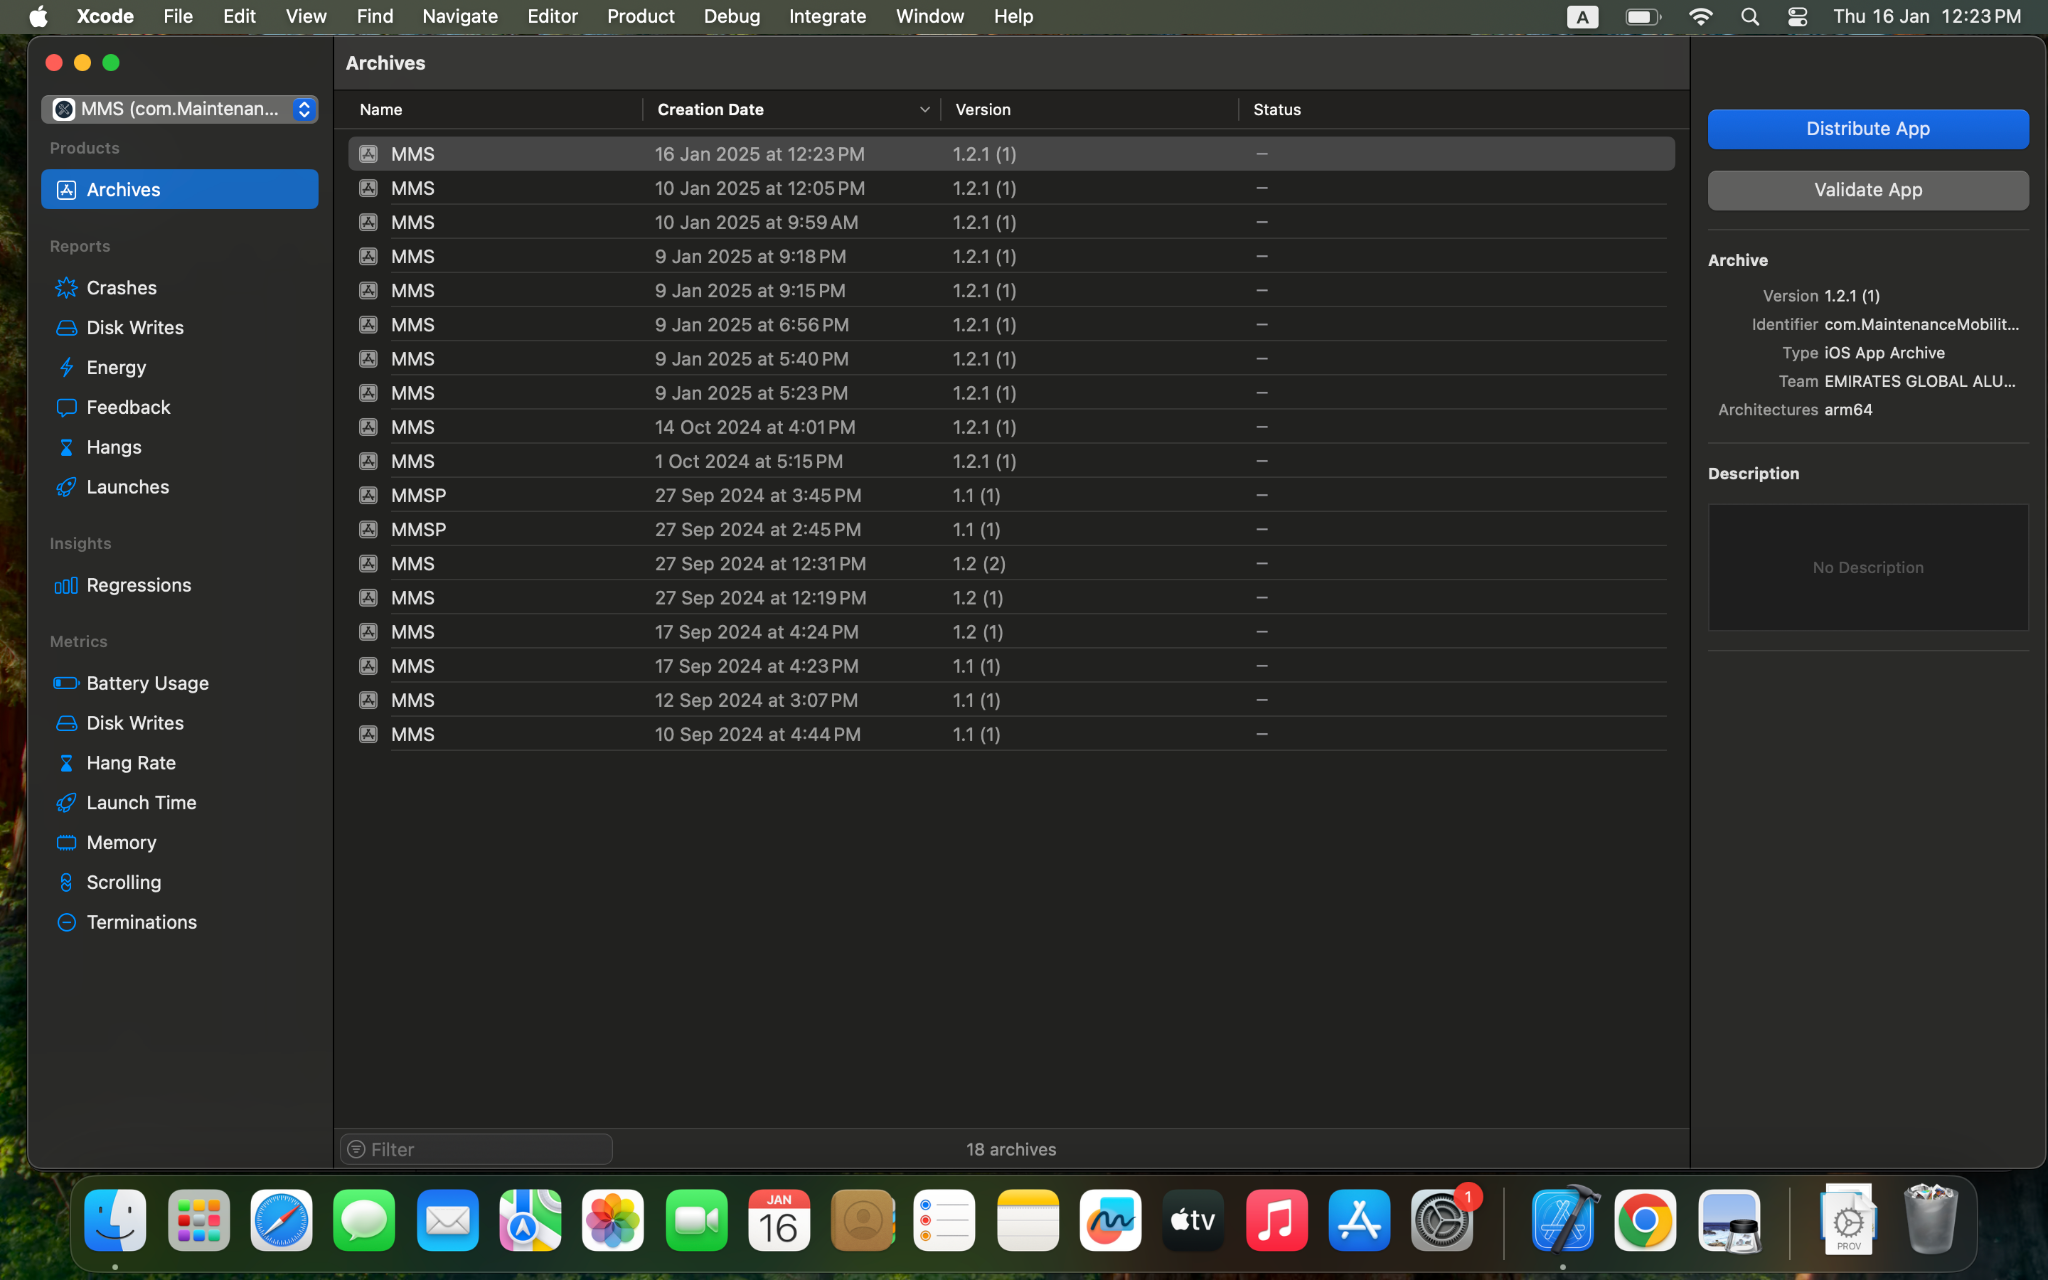 Xcode File Edit View Find Navigate Editor Product Debug Integrate Window Help A Thu 16 Jan 12:23 PM
Archives
MMS (com.Maintenan...
Products
Archives
Reports
Crashes
Disk Writes
Energy
Feedback
Hangs
Launches
Insights
Regressions
Metrics
Battery Usage
Disk Writes
Hang Rate
Launch Time
Memory
Scrolling
Terminations
Name Creation Date Version Status
MMS 16 Jan 2025 at 12:23 PM 1.2.1 (1) –
MMS 10 Jan 2025 at 12:05 PM 1.2.1 (1) –
MMS 10 Jan 2025 at 9:59 AM 1.2.1 (1) –
MMS 9 Jan 2025 at 9:18 PM 1.2.1 (1) –
MMS 9 Jan 2025 at 9:15 PM 1.2.1 (1) –
MMS 9 Jan 2025 at 6:56 PM 1.2.1 (1) –
MMS 9 Jan 2025 at 5:40 PM 1.2.1 (1) –
MMS 9 Jan 2025 at 5:23 PM 1.2.1 (1) –
MMS 14 Oct 2024 at 4:01 PM 1.2.1 (1) –
MMS 1 Oct 2024 at 5:15 PM 1.2.1 (1) –
MMSP 27 Sep 2024 at 3:45 PM 1.1 (1) –
MMSP 27 Sep 2024 at 2:45 PM 1.1 (1) –
MMS 27 Sep 2024 at 12:31 PM 1.2 (2) –
MMS 27 Sep 2024 at 12:19 PM 1.2 (1) –
MMS 17 Sep 2024 at 4:24 PM 1.2 (1) –
MMS 17 Sep 2024 at 4:23 PM 1.1 (1) –
MMS 12 Sep 2024 at 3:07 PM 1.1 (1) –
MMS 10 Sep 2024 at 4:44 PM 1.1 (1) –
Filter
18 archives
Distribute App
Validate App
Archive
Version 1.2.1 (1)
Identifier com.MaintenanceMobilit...
Type iOS App Archive
Team EMIRATES GLOBAL ALU...
Architectures arm64
Description
No Description
JAN
16
tv
1
PROV